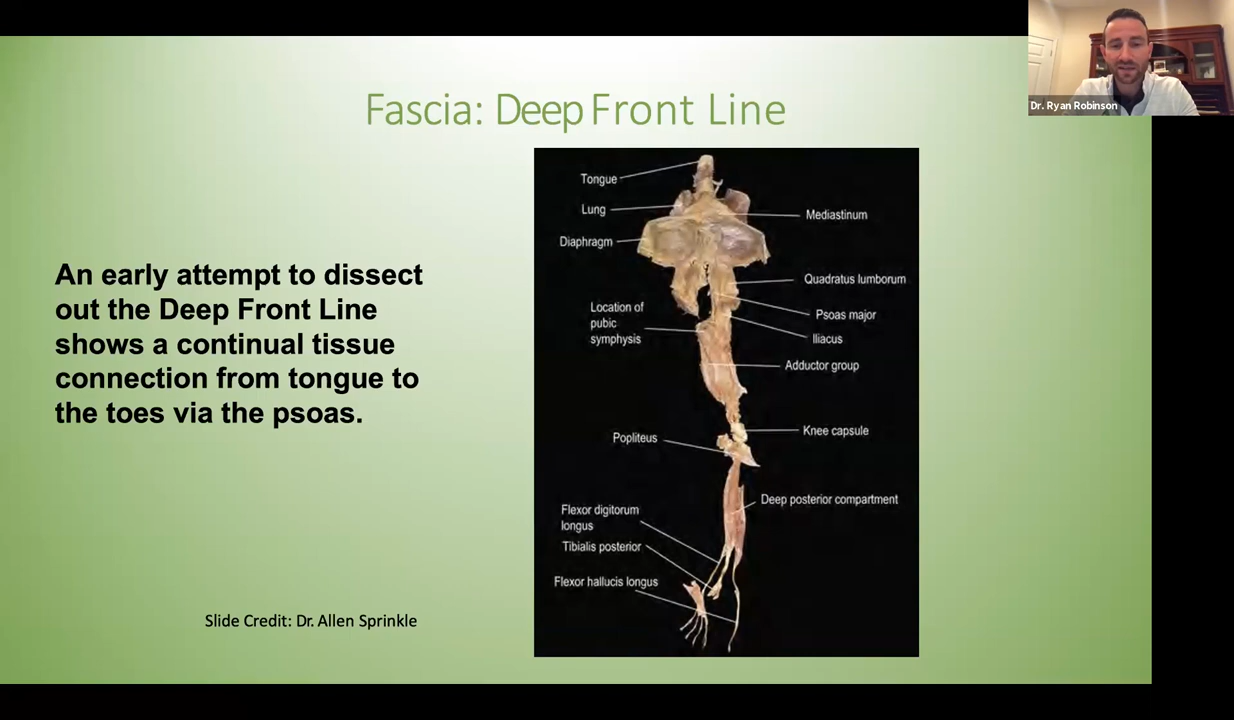 Dr. Ryan Robinson
Fascia: Deep Front Line
An early attempt to dissect
out the Deep Front Line
shows a continual tissue
connection from tongue to
the toes via the psoas.
Slide Credit: Dr. Allen Sprinkle
Tongue
Lung
Mediastinum
Diaphragm
Quadratus lumborum
Location of
pubic
symphysis
Psoas major
Iliacus
Adductor group
Knee capsule
Popliteus
Deep posterior compartment
Flexor digitorum
longus
Tibialis posterior
Flexor hallucis longus